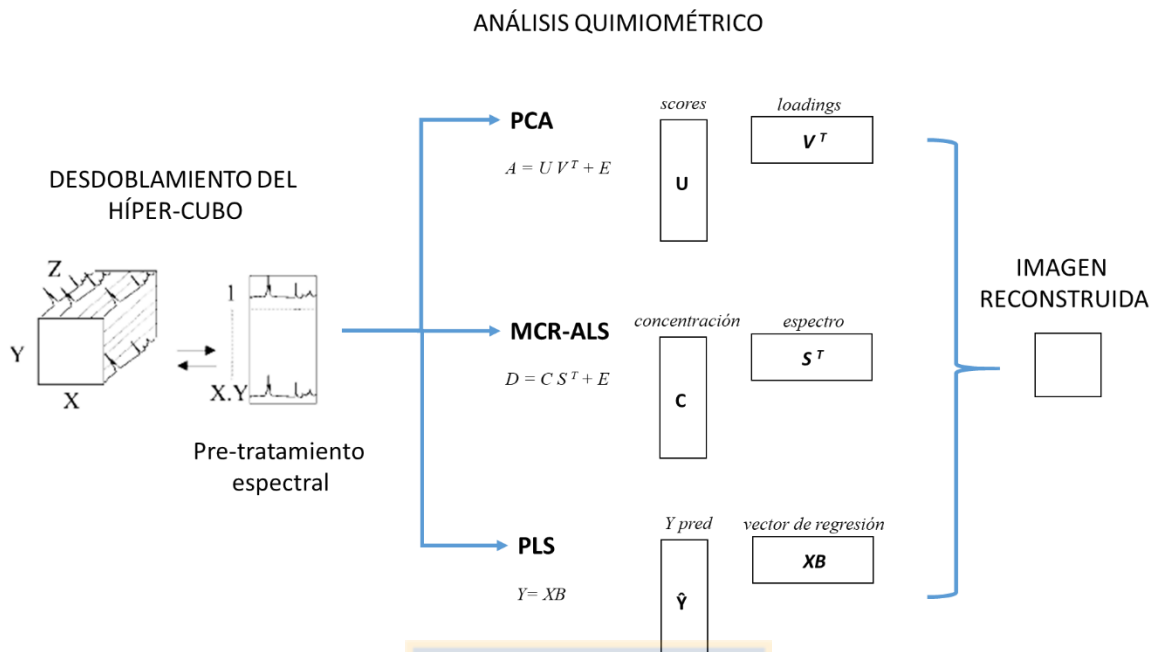 ANÁLISIS QUIMIOMÉTRICO
DESDOBLAMIENTO DEL
HÍPER-CUBO
Z
Y
X
1
X.Y
Pre-tratamiento
espectral
PCA
A = U V^T + E
scores
U
loadings
V^T
MCR-ALS
D = C S^T + E
concentración
C
espectro
S^T
PLS
Y= XB
Y pred
Ŷ
vector de regresión
XB
IMAGEN
RECONSTRUIDA